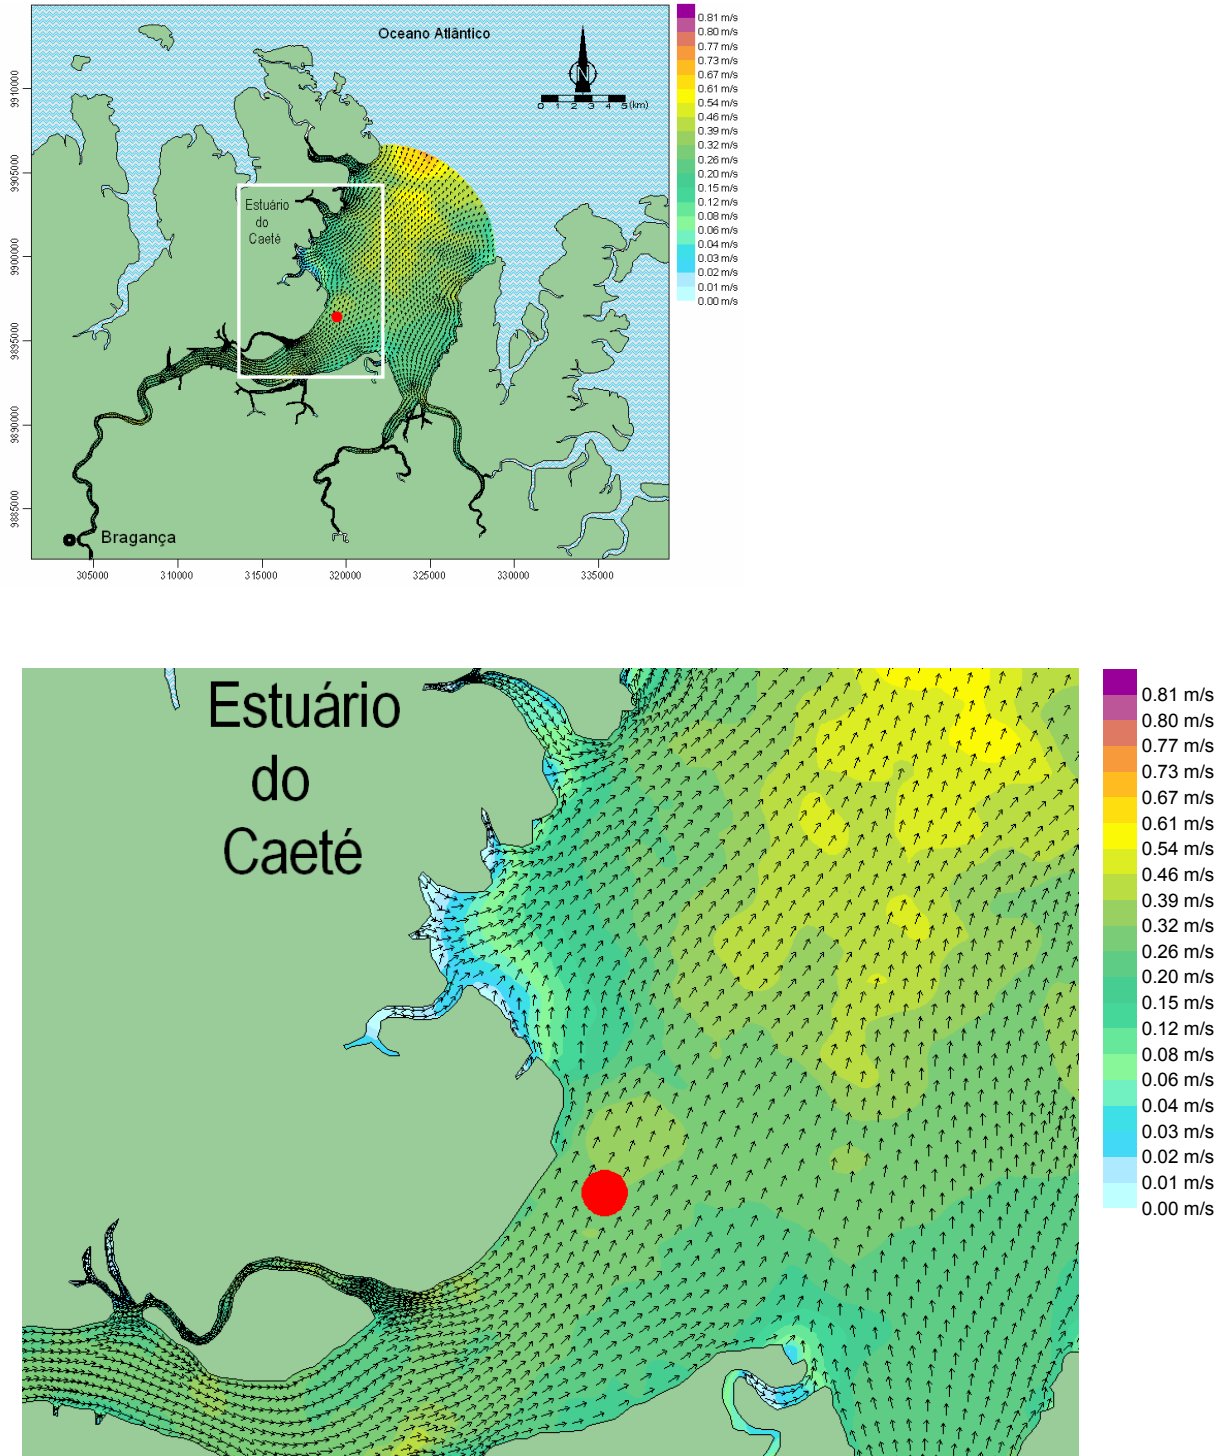 Oceano Atlântico
N
0 1 2 3 4 5 (km)
0.81 m/s
0.80 m/s
0.77 m/s
0.73 m/s
0.67 m/s
0.61 m/s
0.54 m/s
0.46 m/s
0.39 m/s
0.32 m/s
0.26 m/s
0.20 m/s
0.15 m/s
0.12 m/s
0.08 m/s
0.06 m/s
0.04 m/s
0.03 m/s
0.02 m/s
0.01 m/s
0.00 m/s
9910000
9905000
9900000
9895000
9890000
9885000
Estuário
do
Caeté
Bragança
305000 310000 315000 320000 325000 330000 335000
Estuário
do
Caeté
0.81 m/s
0.80 m/s
0.77 m/s
0.73 m/s
0.67 m/s
0.61 m/s
0.54 m/s
0.46 m/s
0.39 m/s
0.32 m/s
0.26 m/s
0.20 m/s
0.15 m/s
0.12 m/s
0.08 m/s
0.06 m/s
0.04 m/s
0.03 m/s
0.02 m/s
0.01 m/s
0.00 m/s